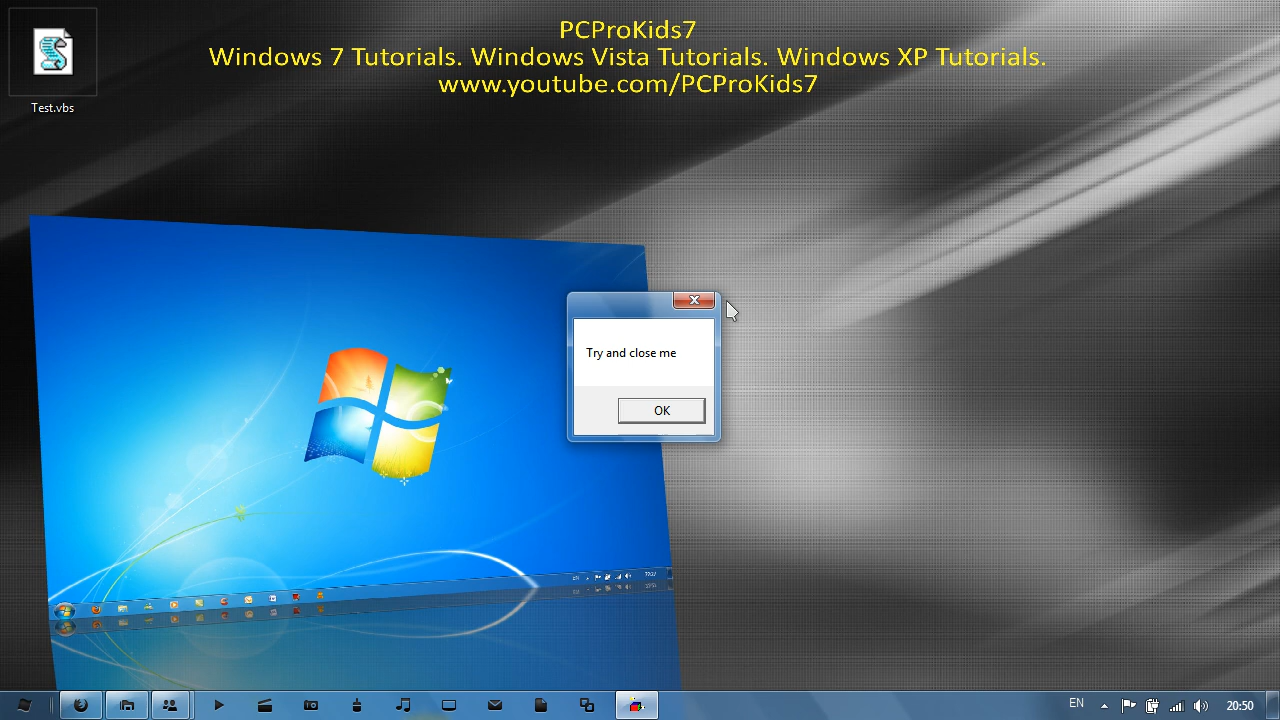 PCProKids7
Windows 7 Tutorials. Windows Vista Tutorials. Windows XP Tutorials.
www.youtube.com/PCProKids7
Test.vbs
Try and close me
OK
EN
20:50